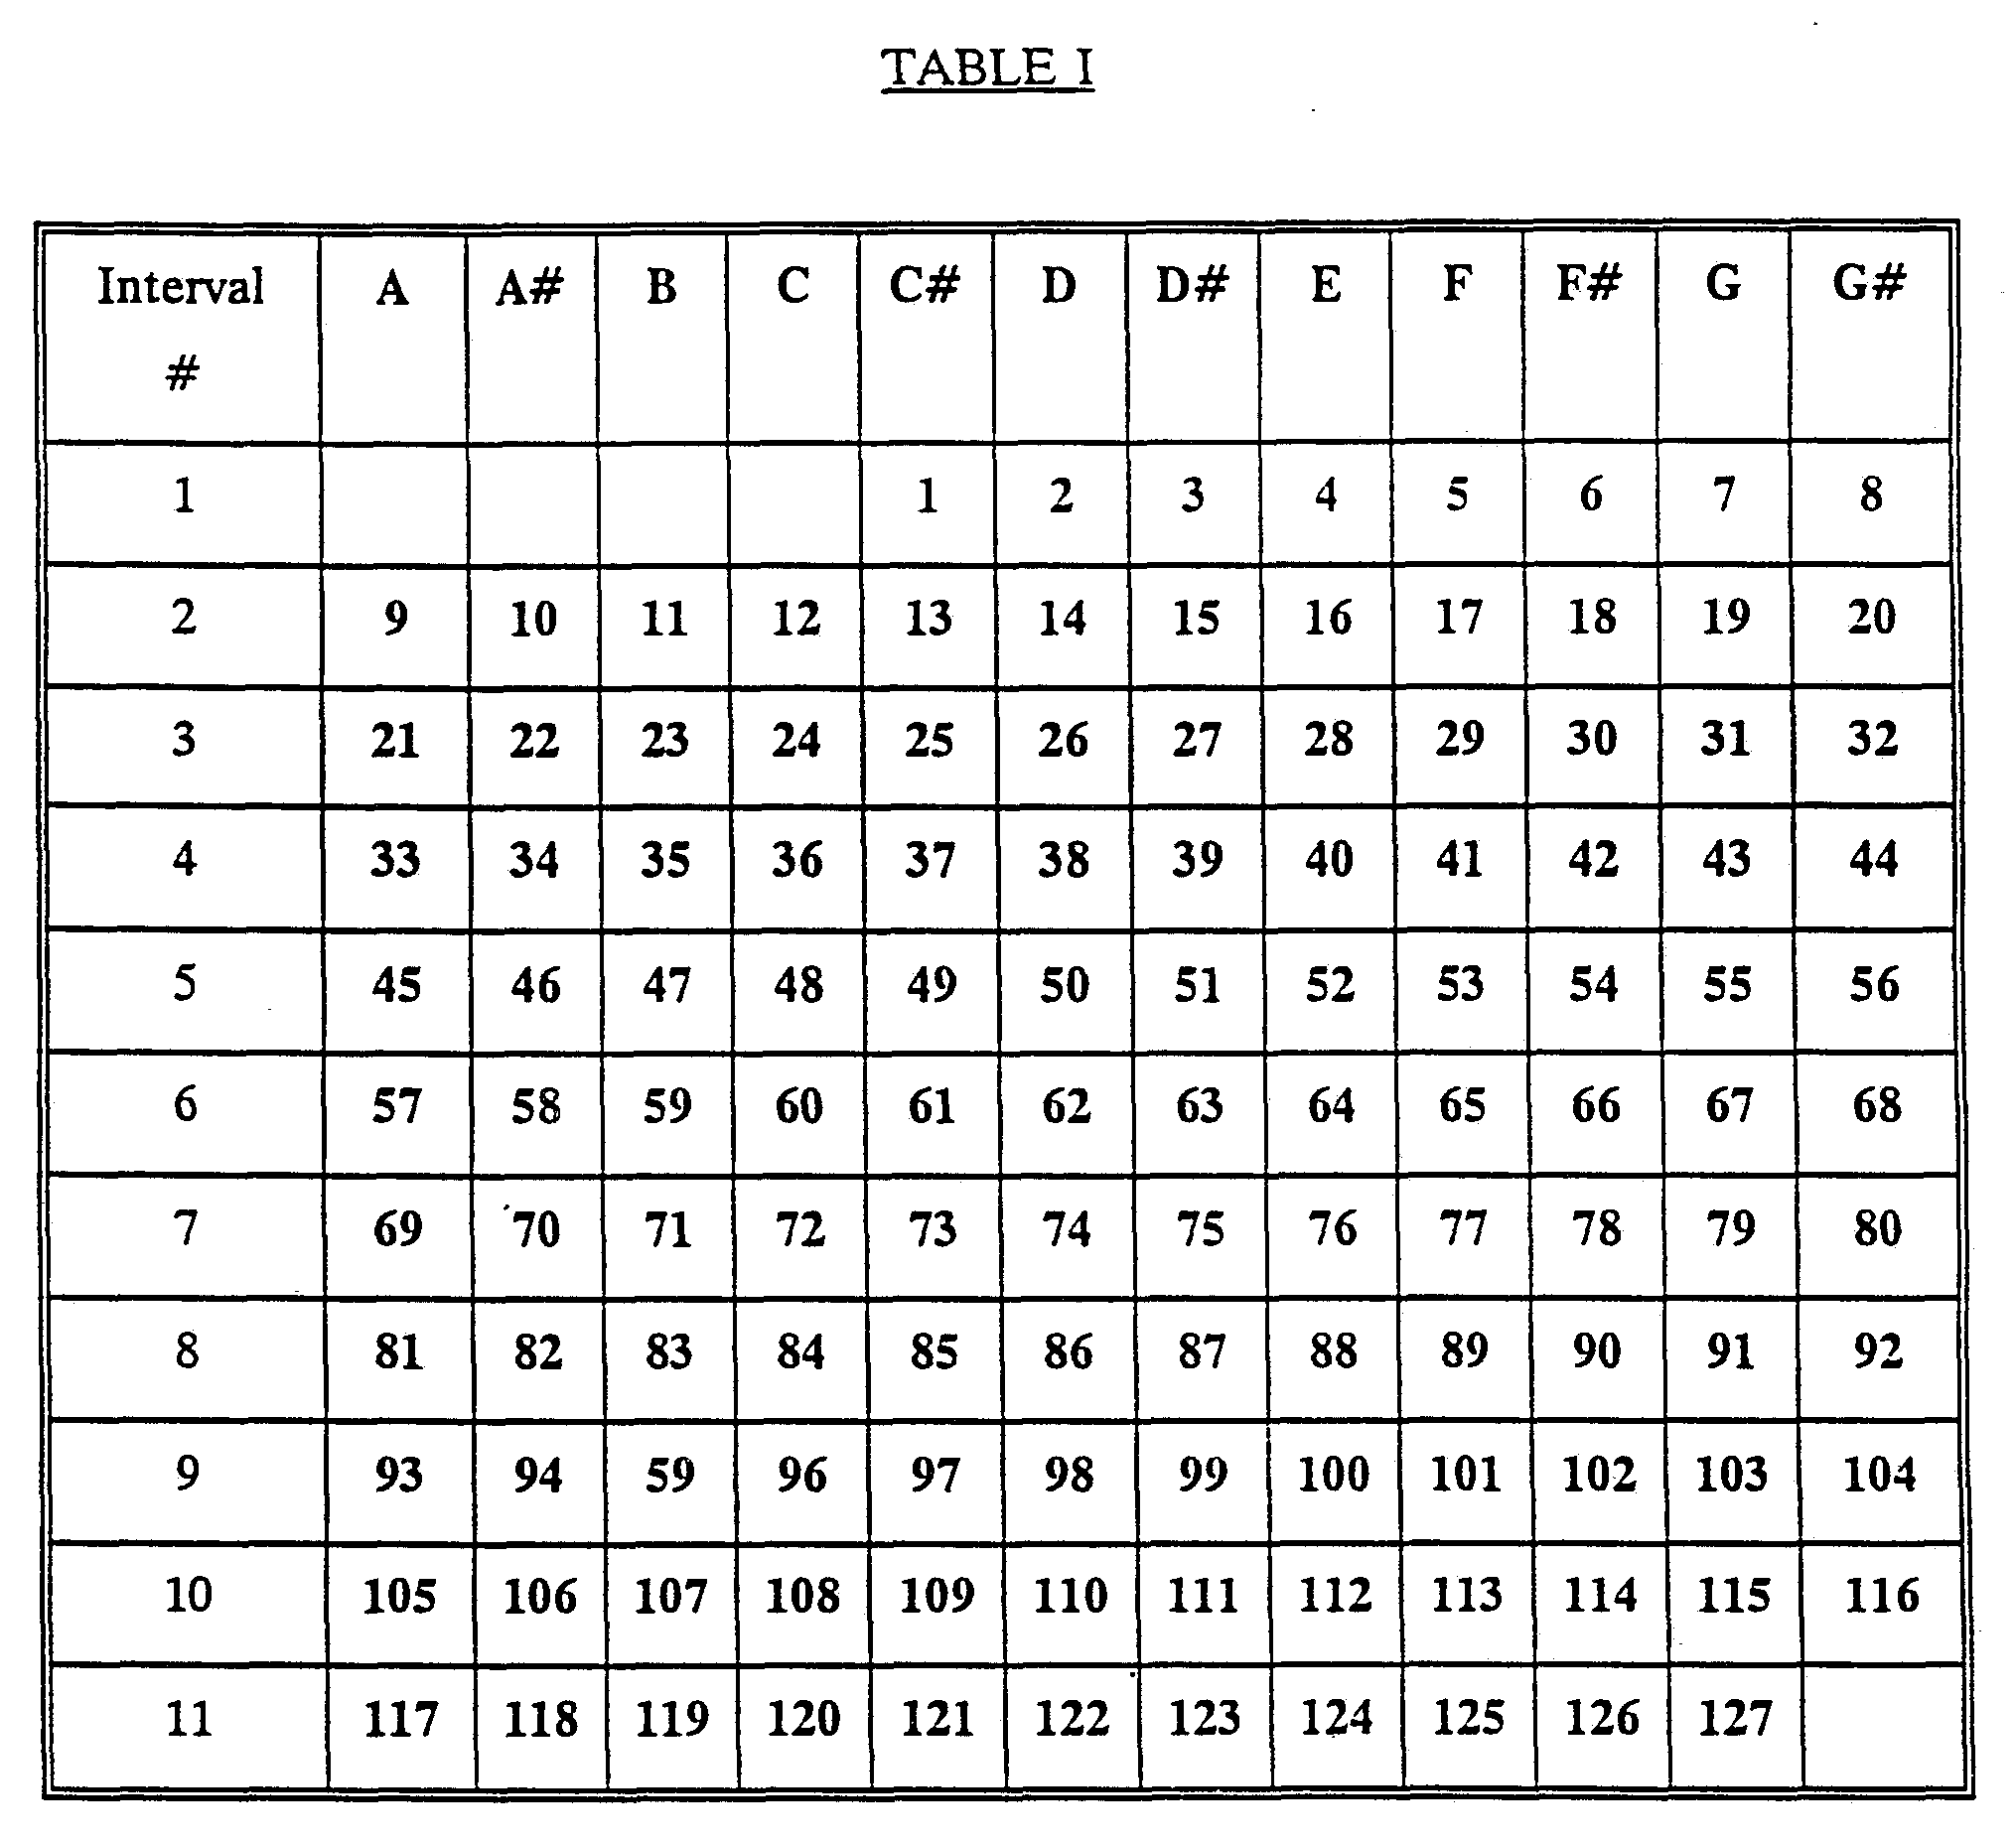 TABLE I
Interval # A A# B C C# D D# E F F# G G#
1 1 2 3 4 5 6 7 8
2 9 10 11 12 13 14 15 16 17 18 19 20
3 21 22 23 24 25 26 27 28 29 30 31 32
4 33 34 35 36 37 38 39 40 41 42 43 44
5 45 46 47 48 49 50 51 52 53 54 55 56
6 57 58 59 60 61 62 63 64 65 66 67 68
7 69 70 71 72 73 74 75 76 77 78 79 80
8 81 82 83 84 85 86 87 88 89 90 91 92
9 93 94 59 96 97 98 99 100 101 102 103 104
10 105 106 107 108 109 110 111 112 113 114 115 116
11 117 118 119 120 121 122 123 124 125 126 127